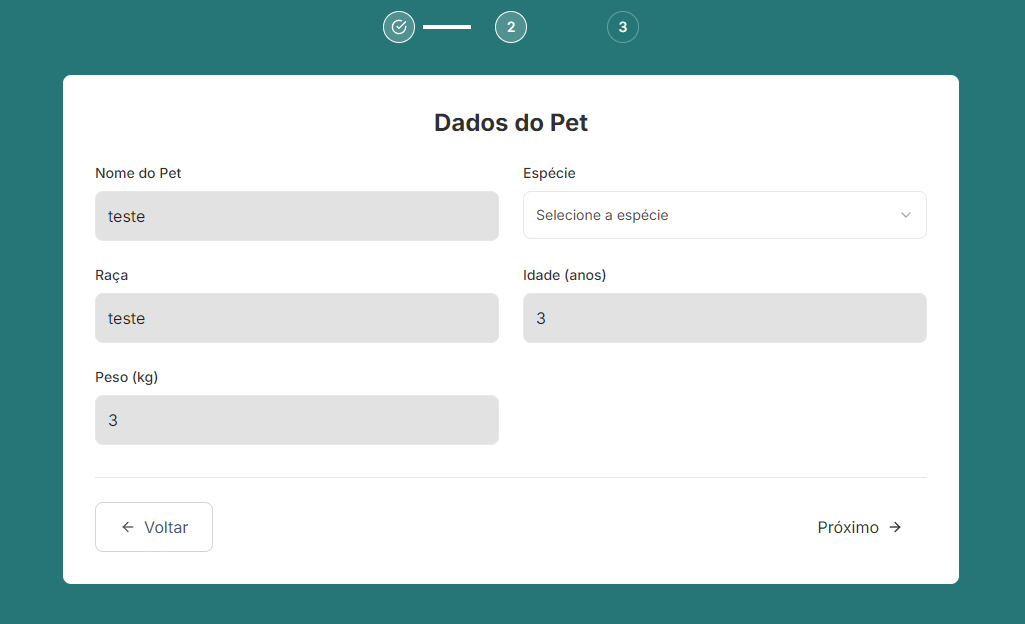 2
3
Dados do Pet
Nome do Pet
Espécie
teste
Selecione a espécie
Raça
Idade (anos)
teste
3
Peso (kg)
3
Voltar
Próximo